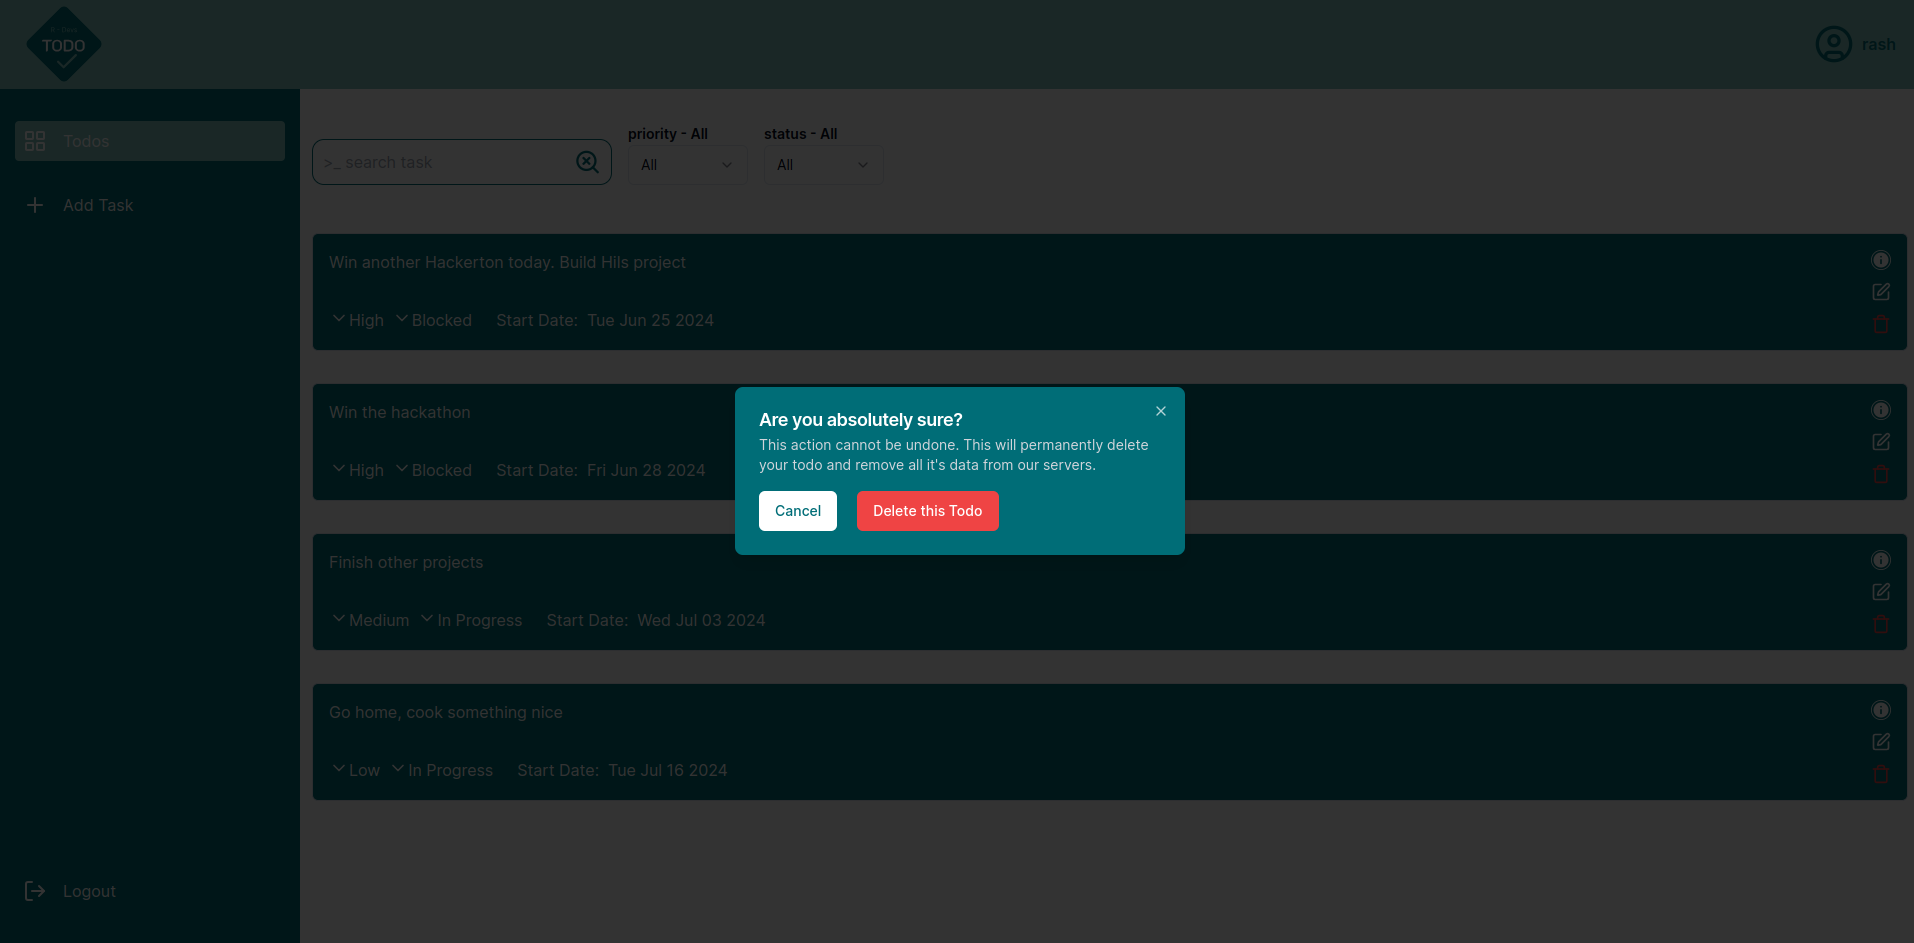 TODO
rash
Todos
Add Task
Logout
priority - All
status - All
>_ search task
All
All
Win another Hackerton today. Build Hils project
High Blocked Start Date: Tue Jun 25 2024
Win the hackathon
High Blocked Start Date: Fri Jun 28 2024
Are you absolutely sure?
This action cannot be undone. This will permanently delete
your todo and remove all it's data from our servers.
Cancel
Delete this Todo
Finish other projects
Medium In Progress Start Date: Wed Jul 03 2024
Go home, cook something nice
Low In Progress Start Date: Tue Jul 16 2024